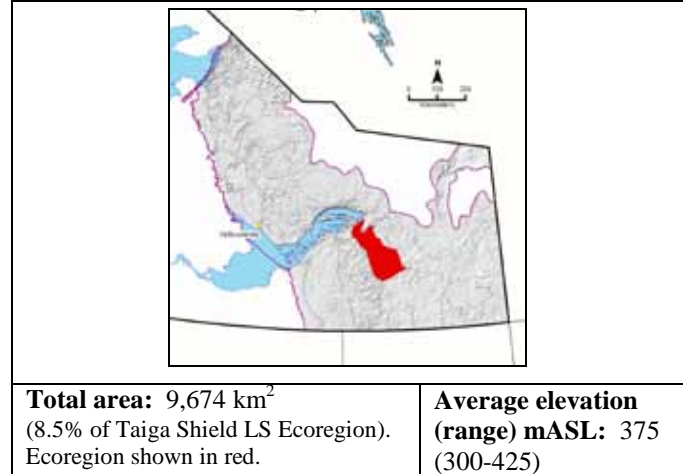 N
Total area: 9,674 km2
(8.5% of Taiga Shield LS Ecoregion).
Ecoregion shown in red.
Average elevation
(range) mASL: 375
(300-425)